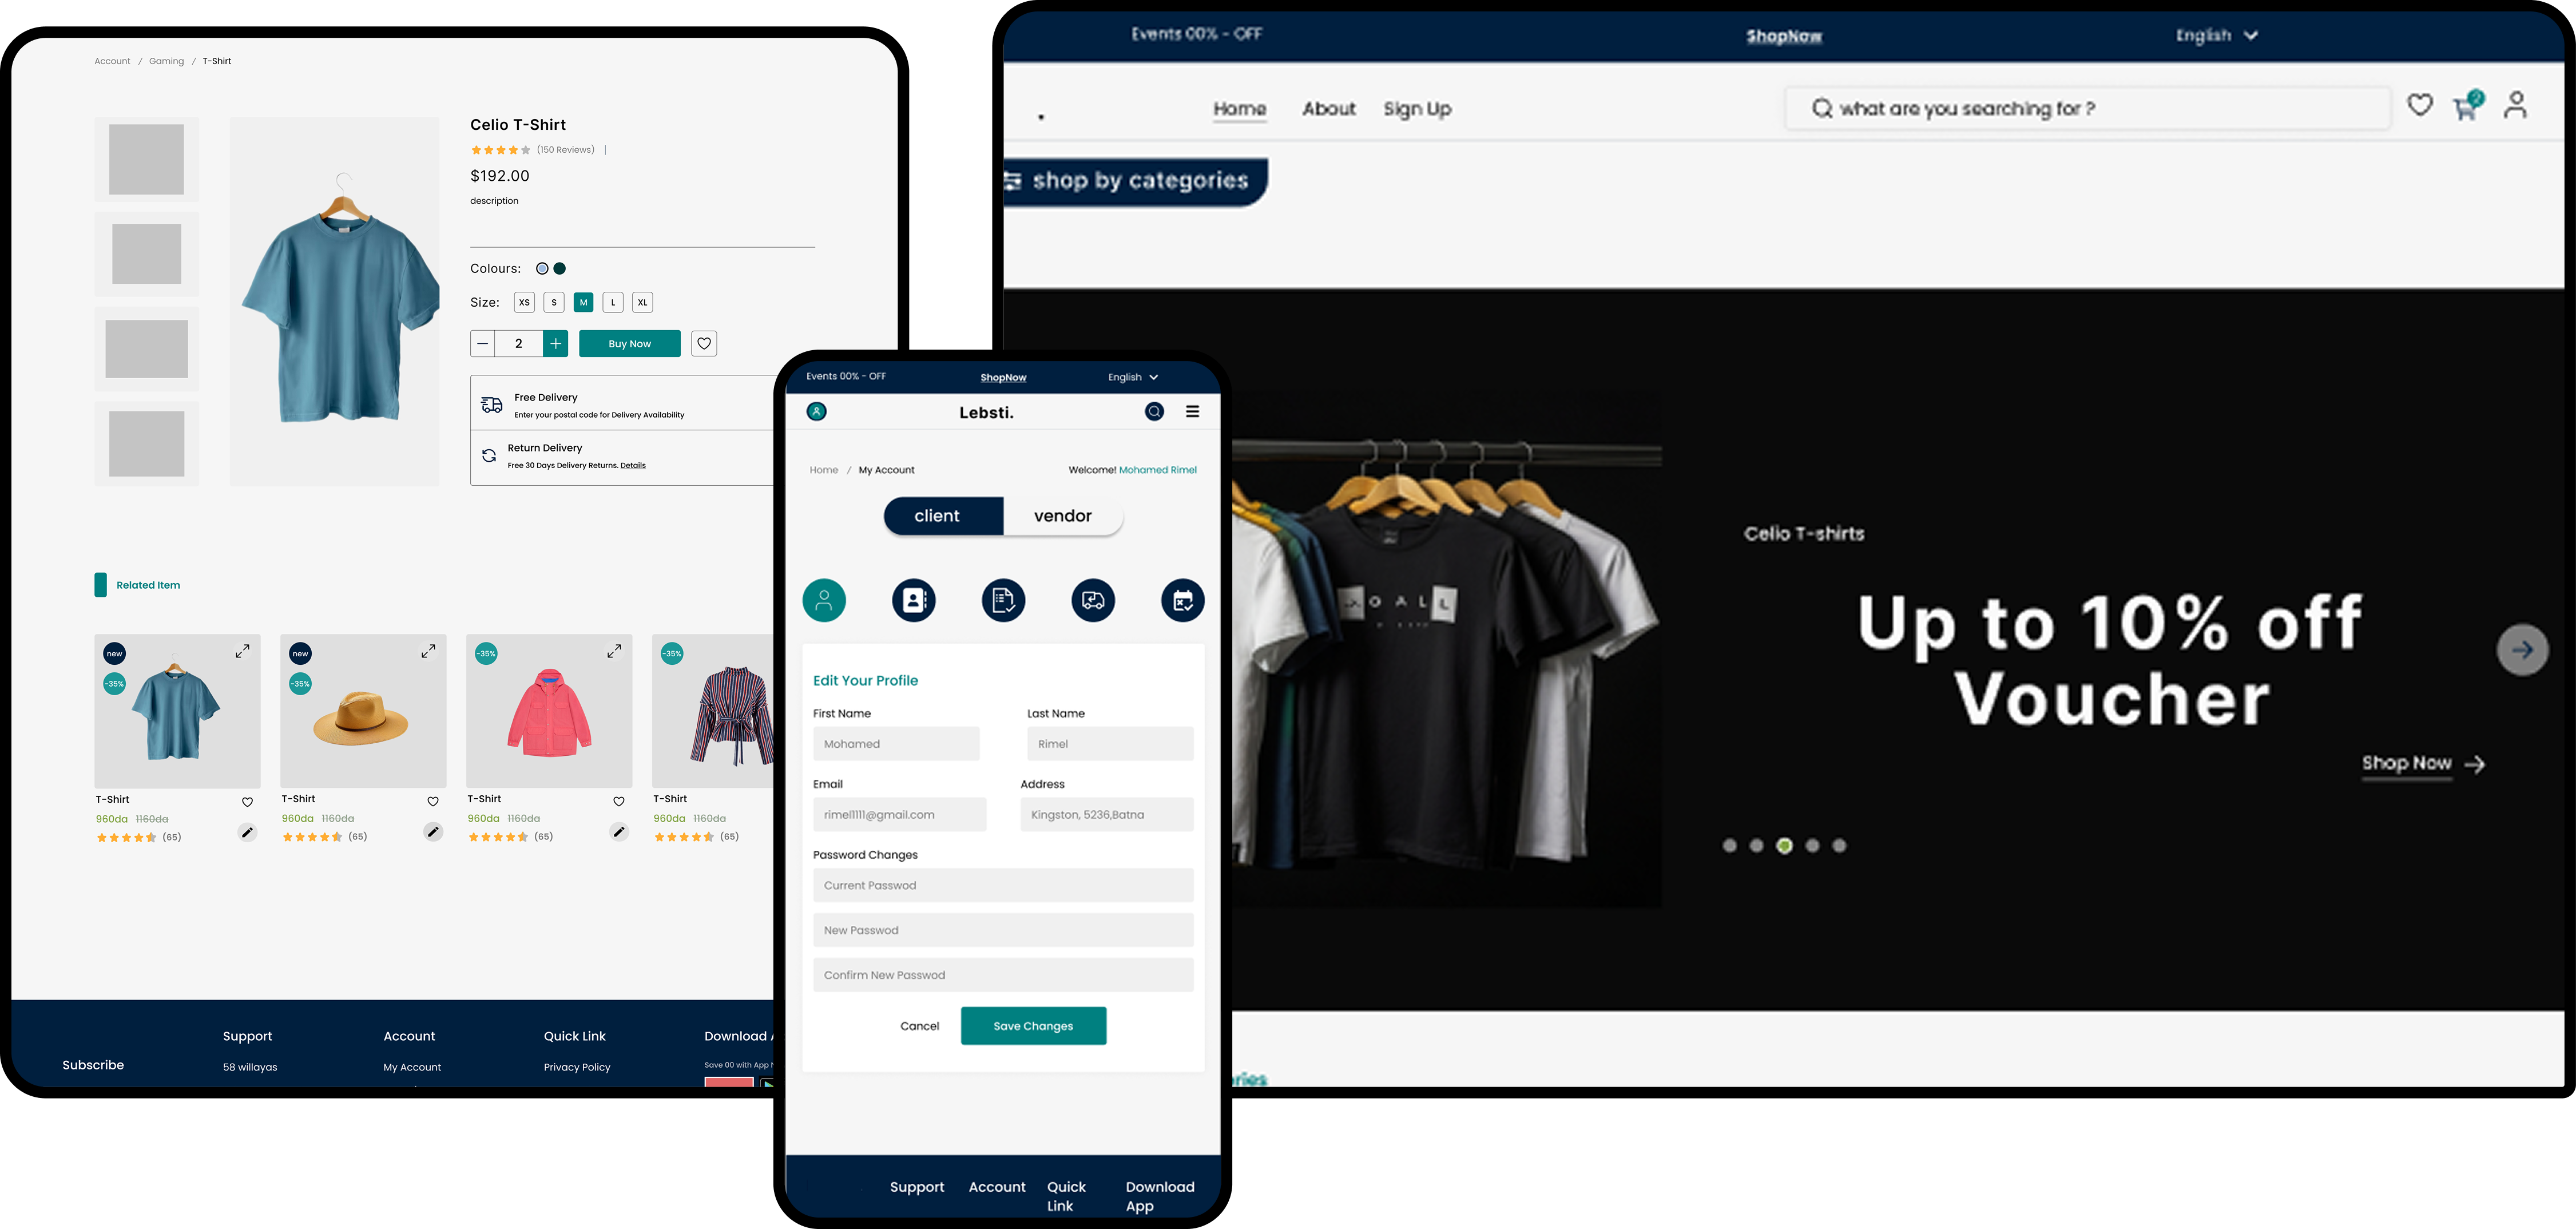 Account / Gaming / T-Shirt
Celio T-Shirt
(150 Reviews) |
$192.00
description
Colours:
Size: XS S M L XL
2
Buy Now
Free Delivery
Enter your postal code for Delivery Availability
Return Delivery
Free 30 Days Delivery Returns. Details
Related Item
new
-35%
T-Shirt
960da 1160da
(65)
new
-35%
T-Shirt
960da 1160da
(65)
-35%
T-Shirt
960da 1160da
(65)
-35%
T-Shirt
960da 1160da
(65)
Subscribe
Support
58 willayas
Account
My Account
Quick Link
Privacy Policy
Download
Save 00 with App
Events 00% - OFF
ShopNow
English
Lebsti.
Home / My Account
Welcome! Mohamed Rimel
client
vendor
Edit Your Profile
First Name
Last Name
Mohamed
Rimel
Email
Address
rimel1111@gmail.com
Kingston, 5236,Batna
Password Changes
Current Passwod
New Passwod
Confirm New Passwod
Cancel
Save Changes
Support
Account
Quick
Link
Download
App
Events 00% - OFF
ShopNow
English
Home
About
Sign Up
what are you searching for ?
shop by categories
Celio T-shirts
Up to 10% off
Voucher
Shop Now